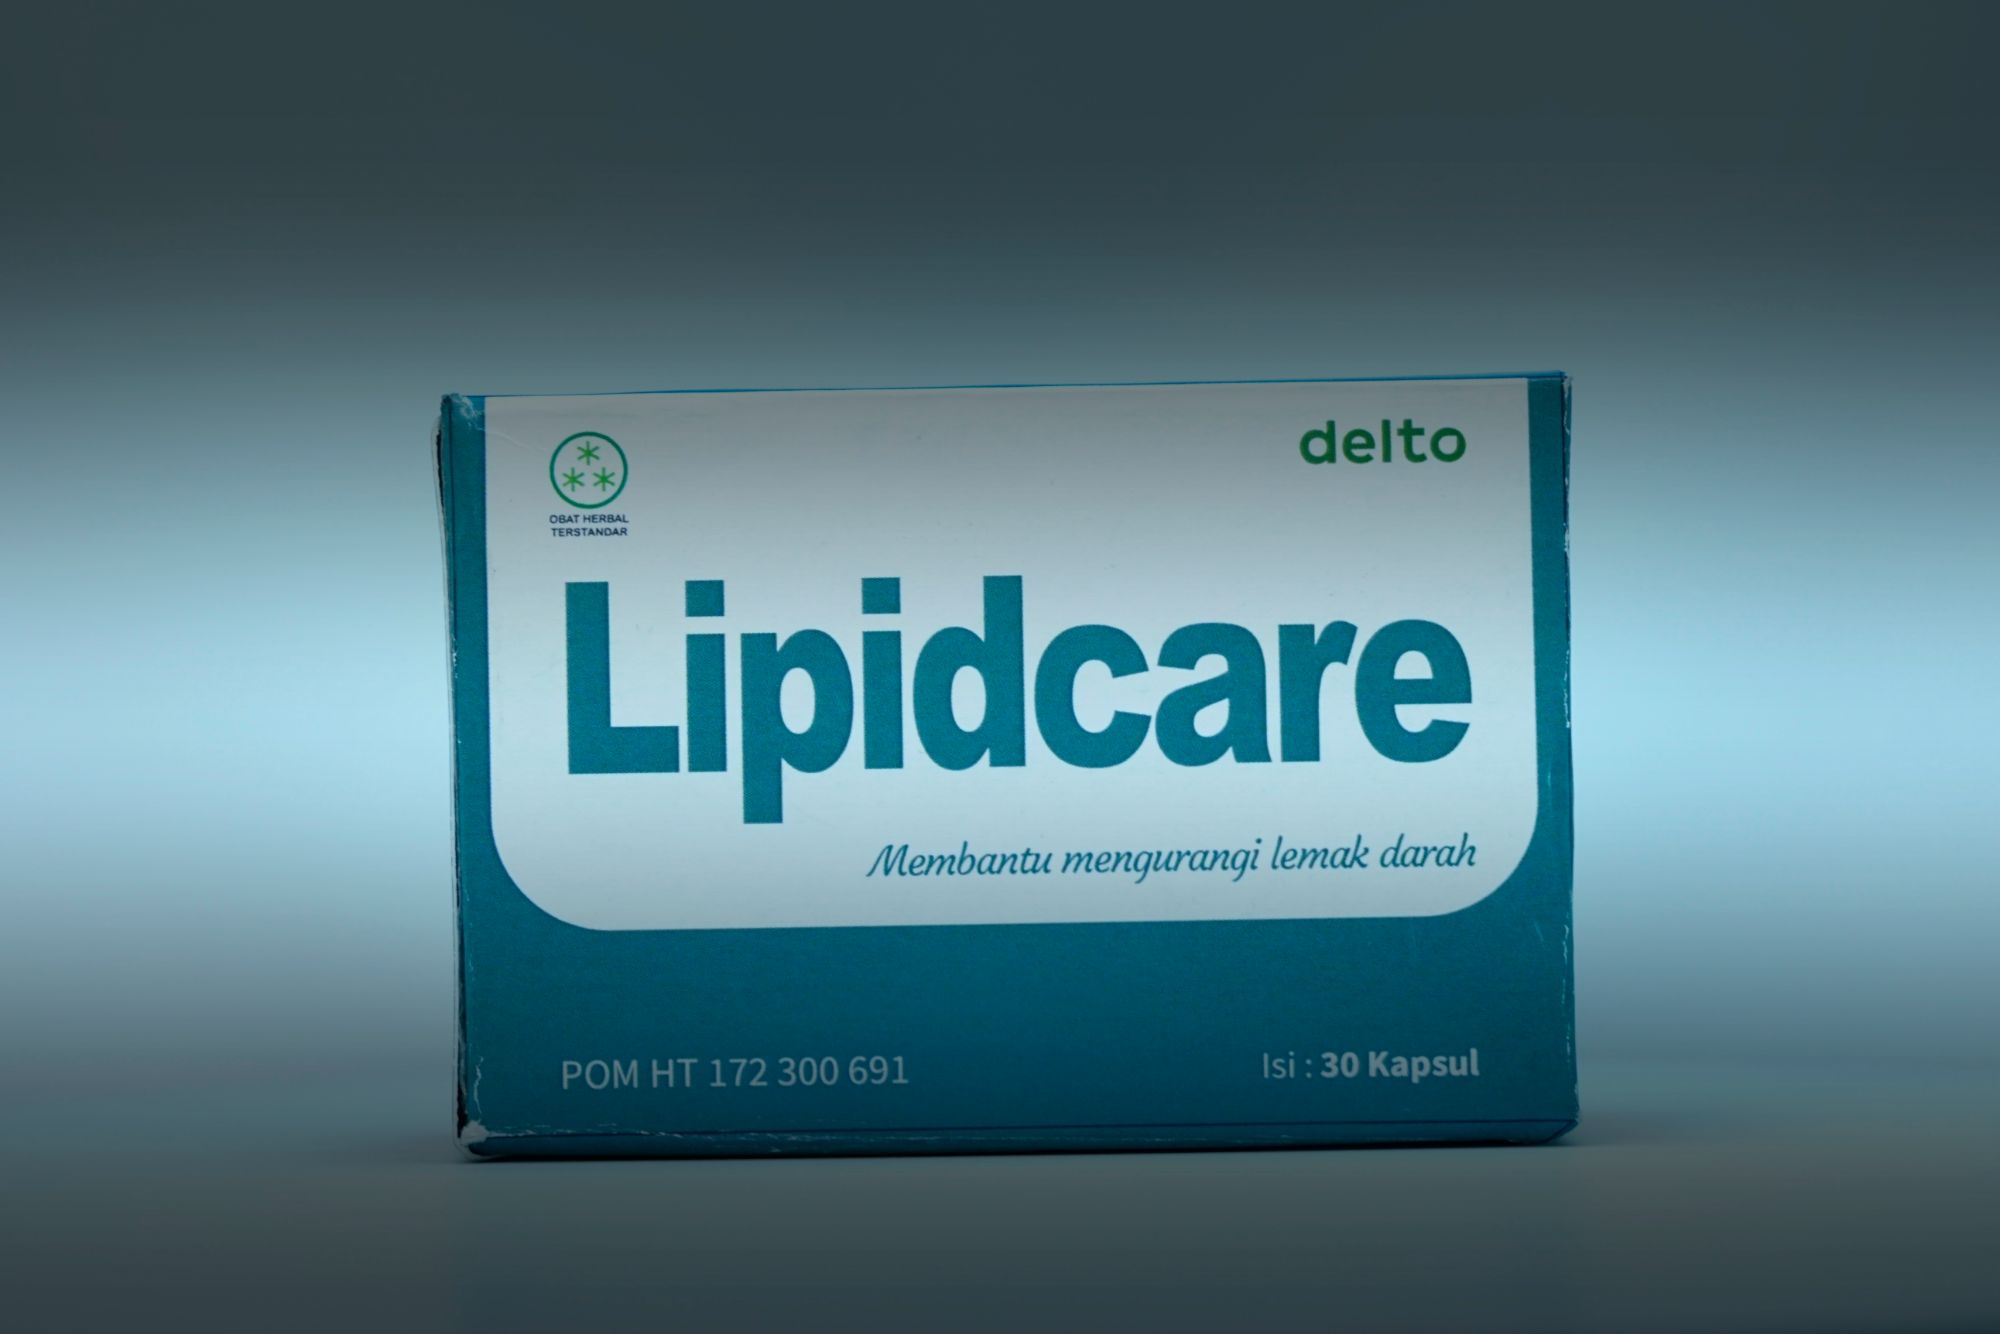 delto
OBAT HERBAL
TERSTANDAR
Lipidcare
Membantu mengurangi lemak darah
POM HT 172 300 691
Isi : 30 Kapsul